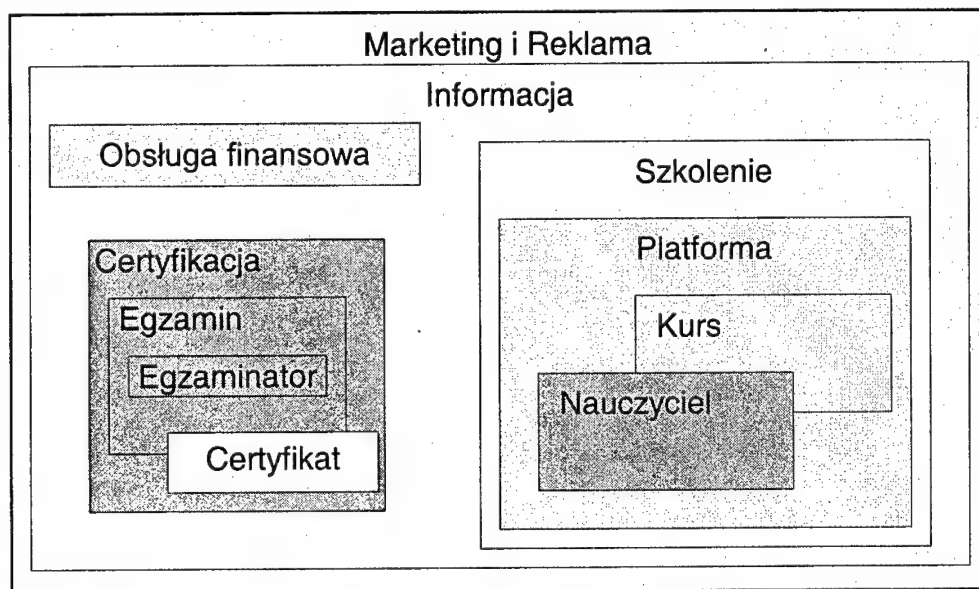 Marketing i Reklama
Informacja
Obsługa finansowa
Certyfikacja
Egzamin
Egzaminator
Certyfikat
Szkolenie
Platforma
Kurs
Nauczyciel